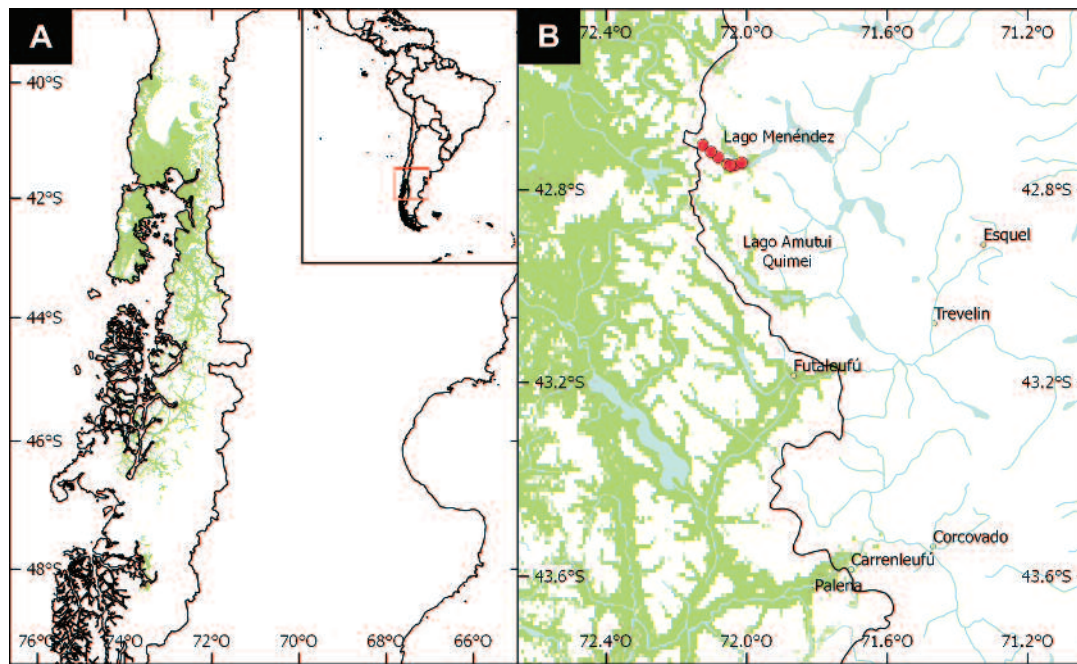 A
40°S
42°S
44°S
46°S
48°S
76°O
74°O
72°O
70°O
68°O
66°O
B
72.4°O
72.0°O
71.6°O
71.2°O
Lago Menéndez
42.8°S
42.8°S
Esquel
Lago Amutui
Quimei
Trevelin
Futaleufú
43.2°S
43.2°S
Corcovado
Carrenleufú
43.6°S
43.6°S
Palena
72.4°O
72.0°O
71.6°O
71.2°O